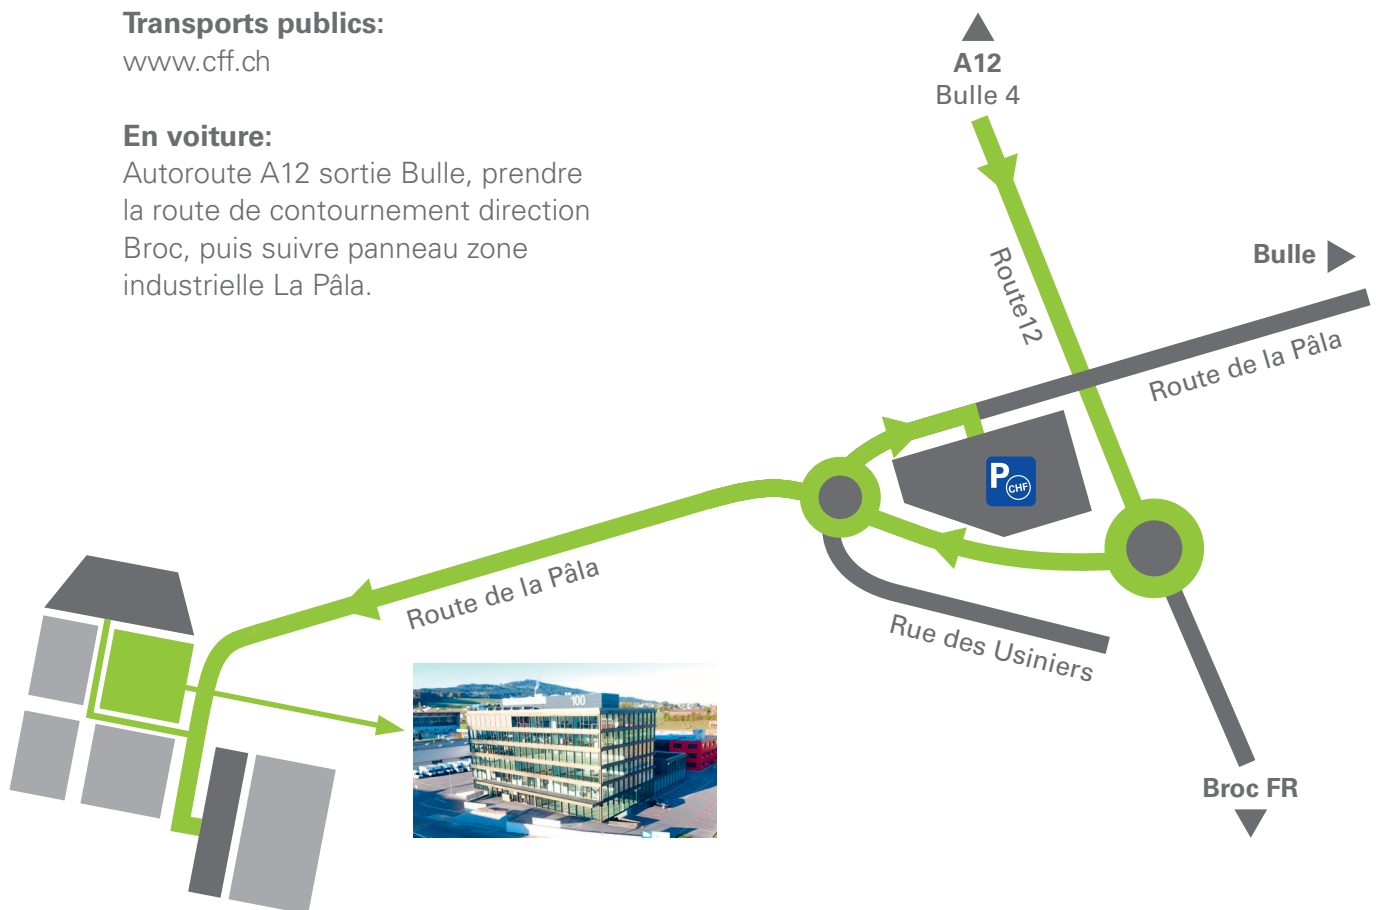 Transports publics:
www.cff.ch
En voiture:
Autoroute A12 sortie Bulle, prendre
la route de contournement direction
Broc, puis suivre panneau zone
industrielle La Pâla.
A12
Bulle 4
Route12
Bulle
Route de la Pâla
P
CHF
Route de la Pâla
Rue des Usiniers
100
Broc FR